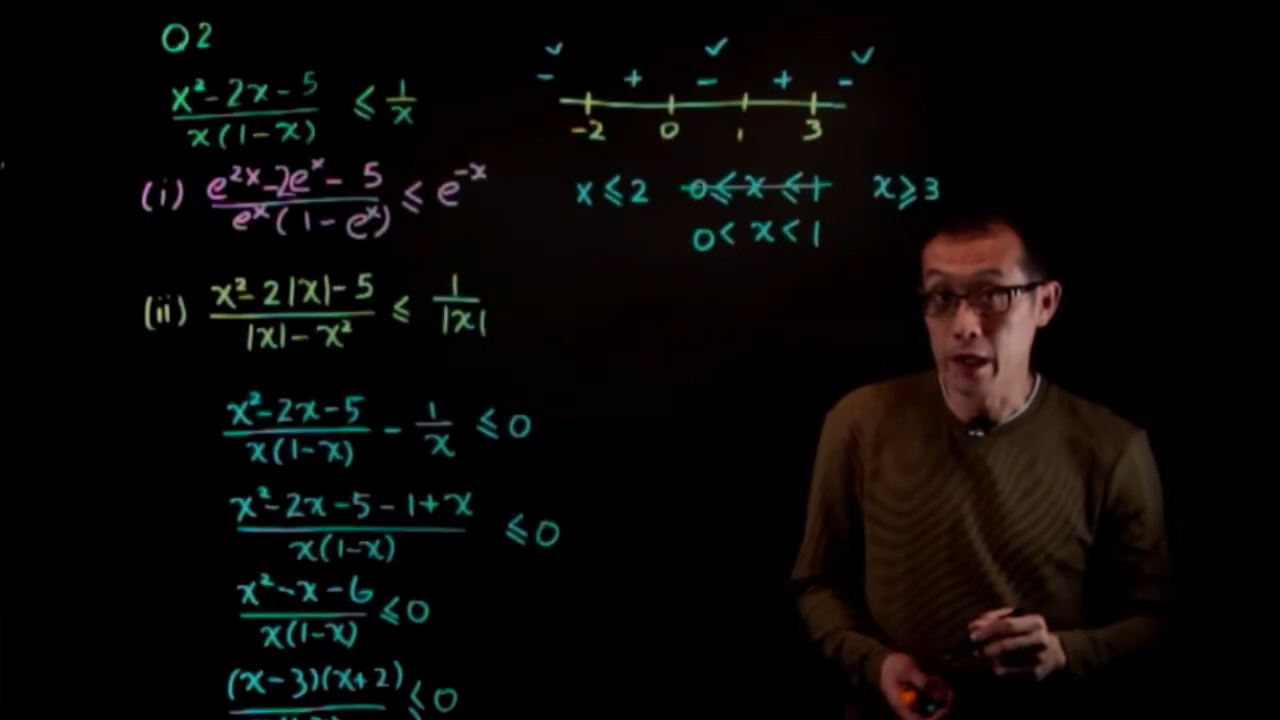 Q2
x² - 2x - 5 / x(1 - x) ≤ 1/x
(i) e^2x - 2e^x - 5 / e^x(1 - e^x) ≤ e^-x
(ii) x² - 2|x| - 5 / |x| - x² ≤ 1/|x|
x² - 2x - 5 / x(1 - x) - 1/x ≤ 0
x² - 2x - 5 - 1 + x / x(1 - x) ≤ 0
x² - x - 6 / x(1 - x) ≤ 0
(x - 3)(x + 2) ≤ 0
✓ ✓ ✓
- + - + -
-2 0 1 3
x ≤ 2 0 ≤ x ≤ 1 x ≥ 3
0 < x < 1